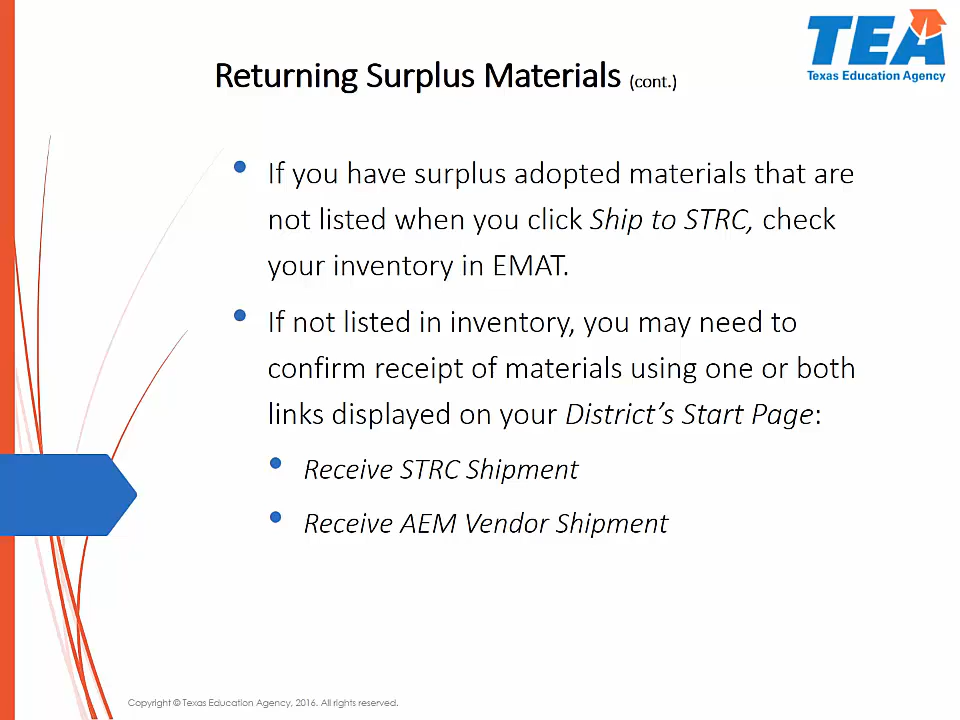 TEA
Texas Education Agency
Returning Surplus Materials (cont.)
• If you have surplus adopted materials that are
not listed when you click Ship to STRC, check
your inventory in EMAT.
• If not listed in inventory, you may need to
confirm receipt of materials using one or both
links displayed on your District’s Start Page:
• Receive STRC Shipment
• Receive AEM Vendor Shipment
Copyright © Texas Education Agency, 2016. All rights reserved.